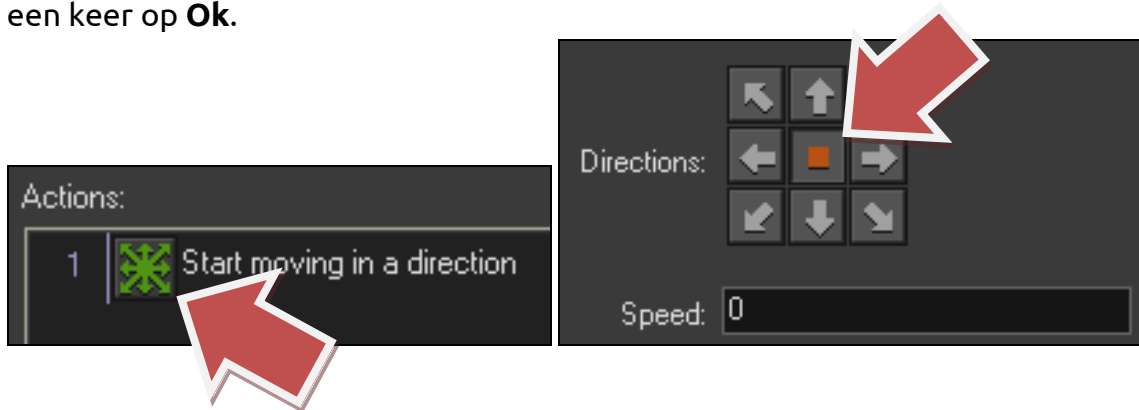 een keer op Ok.
Actions:
1 Start moving in a direction
Directions:
Speed: 0